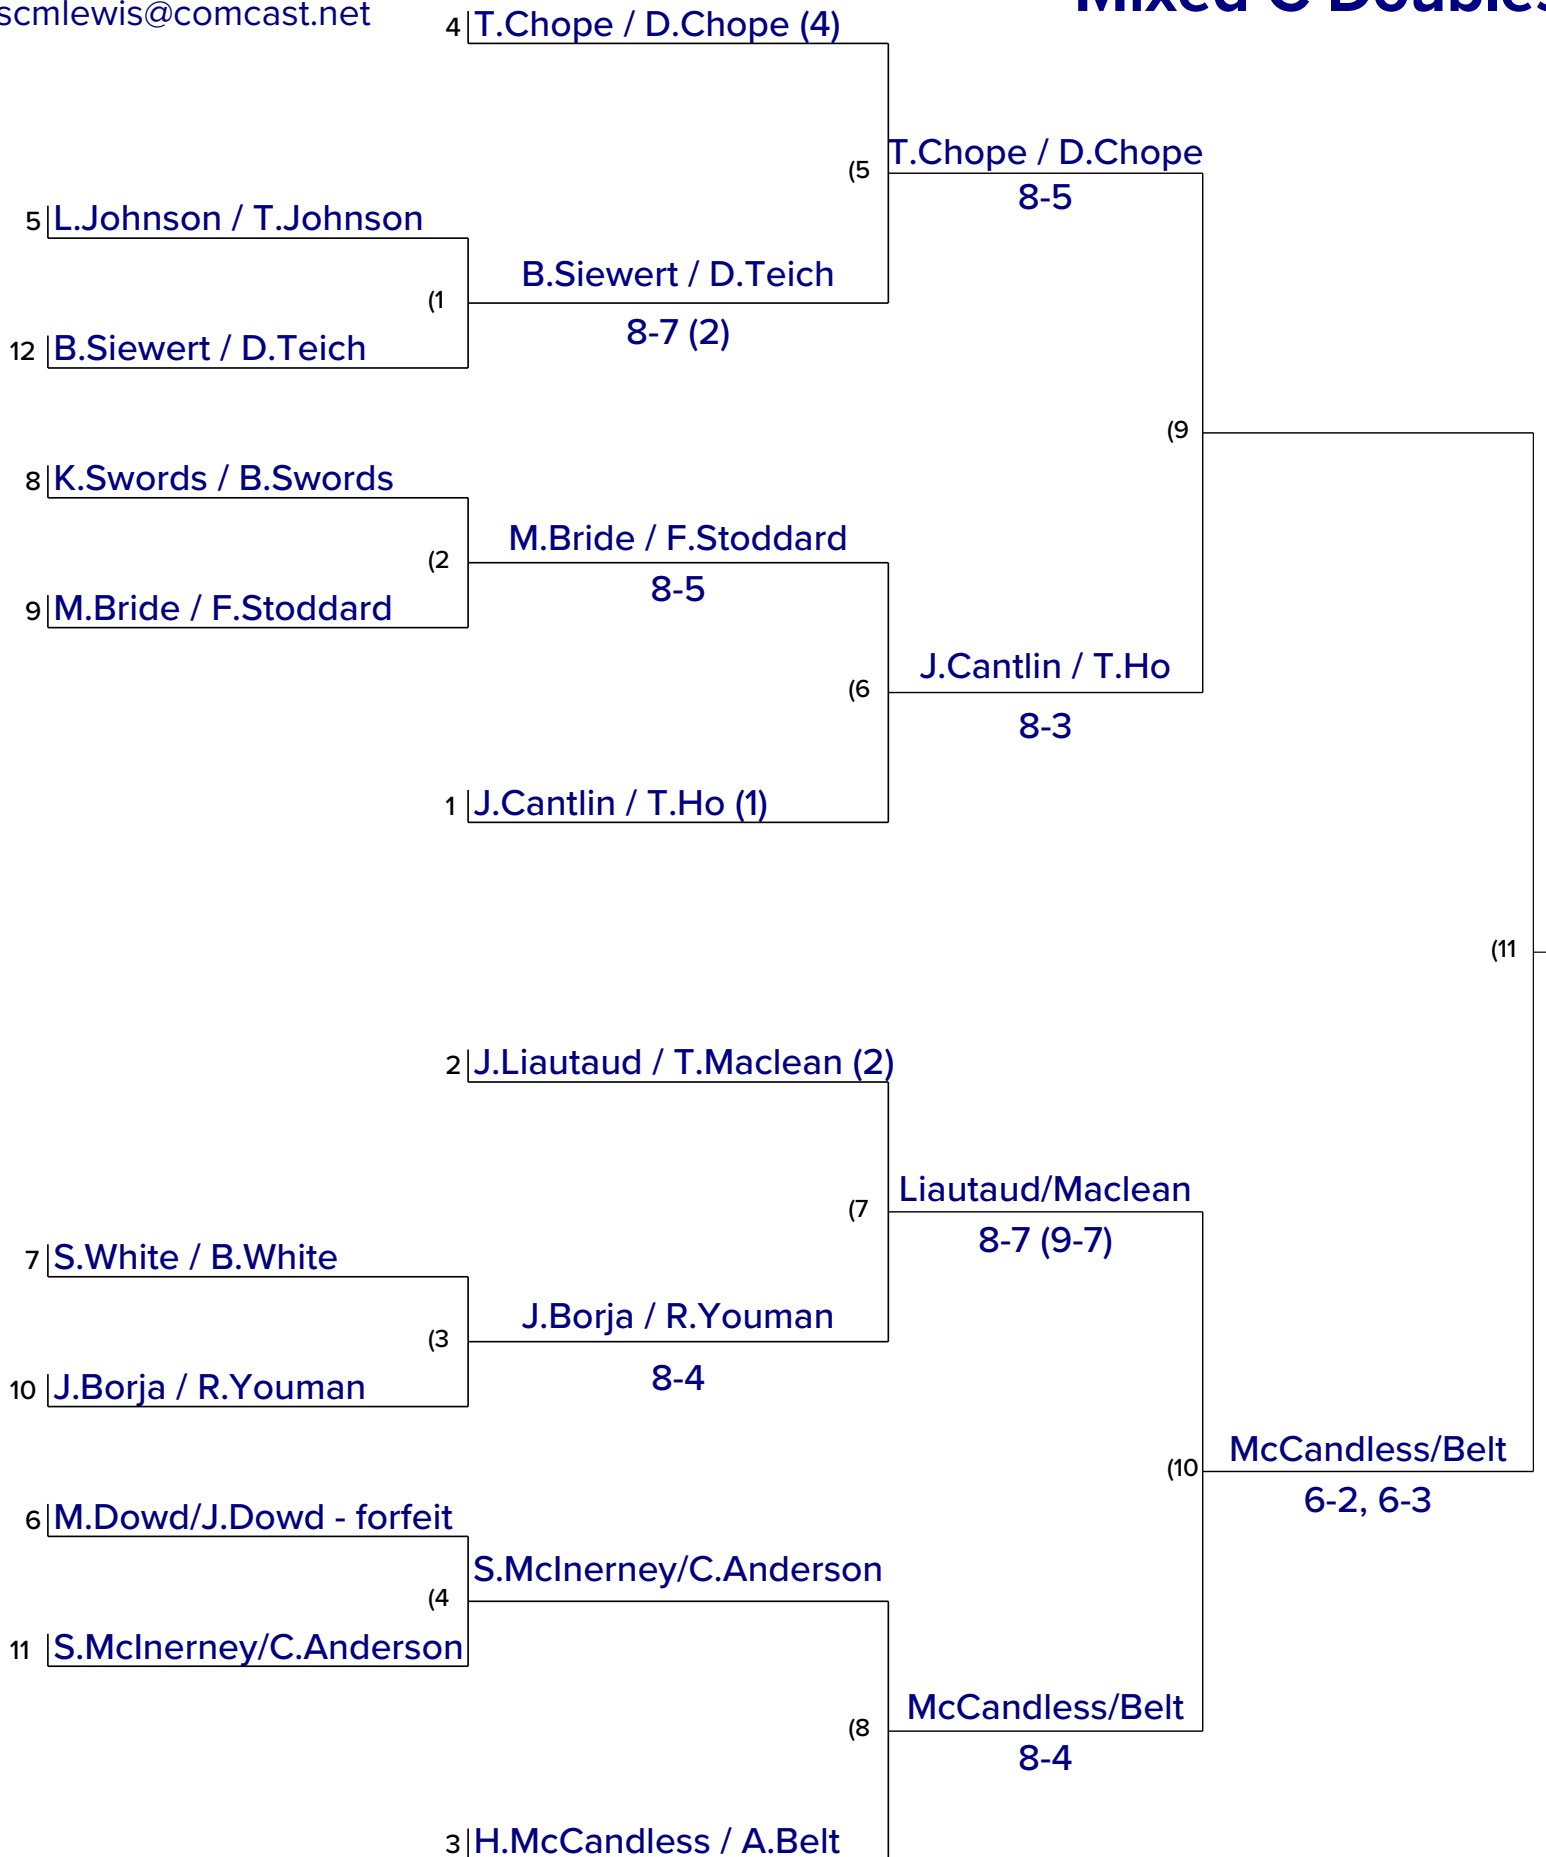 scmlewis@comcast.net
Mixed C Doubles
4 T.Chope / D.Chope (4)
(5 T.Chope / D.Chope
8-5
5 L.Johnson / T.Johnson
(1 B.Siewert / D.Teich
8-7 (2)
12 B.Siewert / D.Teich
(9
8 K.Swords / B.Swords
(2 M.Bride / F.Stoddard
8-5
9 M.Bride / F.Stoddard
(6 J.Cantlin / T.Ho
8-3
1 J.Cantlin / T.Ho (1)
(11
2 J.Liautaud / T.Maclean (2)
(7 Liautaud/Maclean
8-7 (9-7)
7 S.White / B.White
(3 J.Borja / R.Youman
8-4
10 J.Borja / R.Youman
(10 McCandless/Belt
6-2, 6-3
6 M.Dowd/J.Dowd - forfeit
(4 S.McInerney/C.Anderson
11 S.McInerney/C.Anderson
(8 McCandless/Belt
8-4
3 H.McCandless / A.Belt